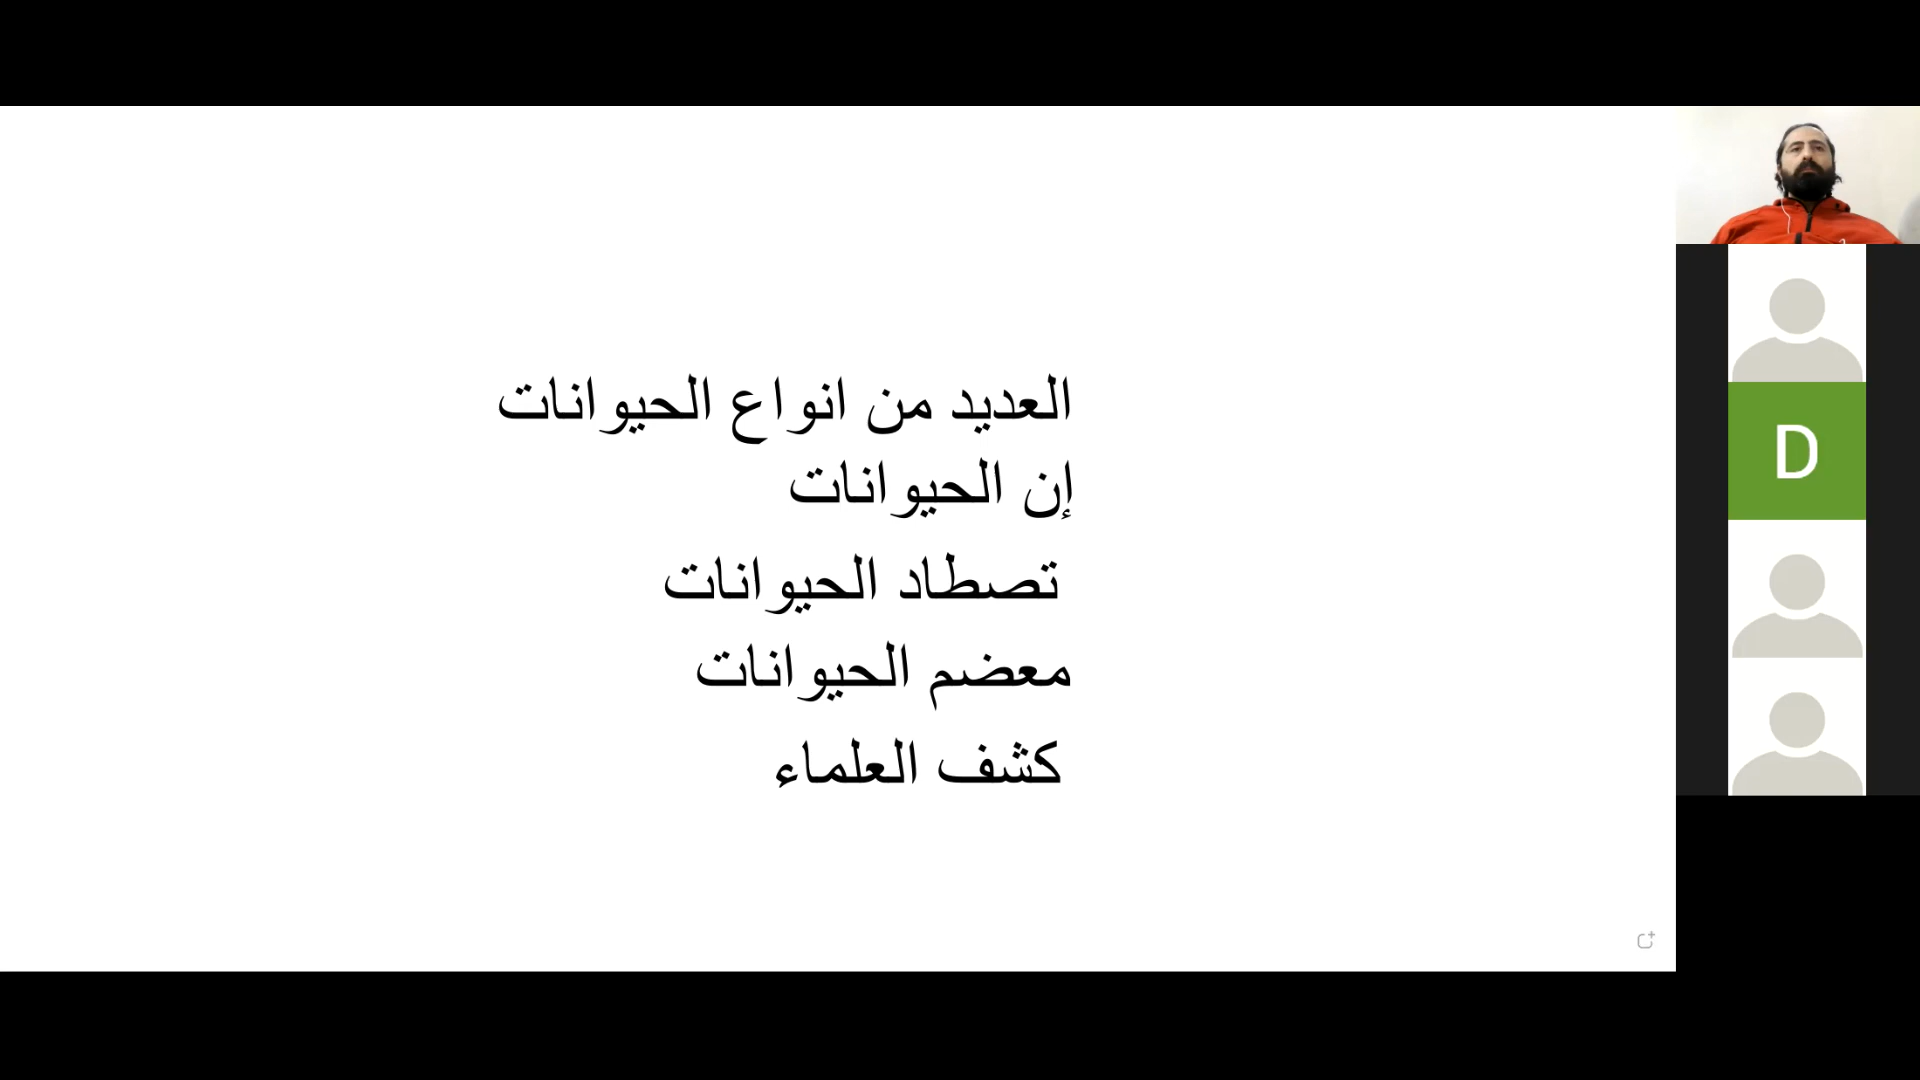 العديد من انواع الحيوانات
إن الحيوانات
تصطاد الحيوانات
معضم الحيوانات
كشف العلماء
D